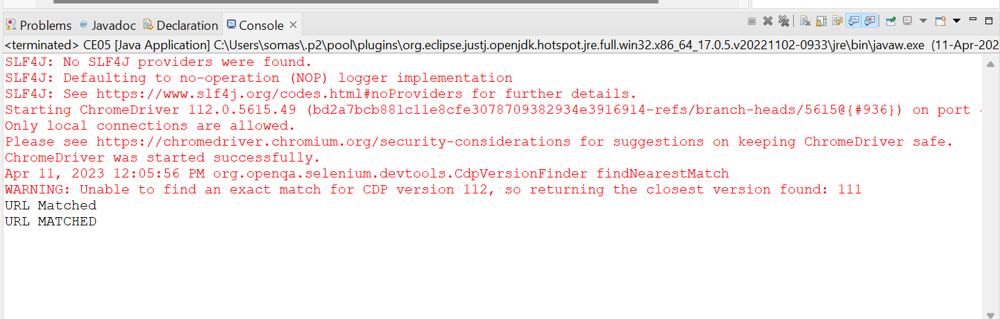 Problems @ Javadoc Declaration Console
<terminated> CE05 [Java Application] C:\Users\somas\.p2\pool\plugins\org.eclipse.justj.openjdk.hotspot.jre.full.win32.x86_64_17.0.5.v20221102-0933\jre\bin\javaw.exe (11-Apr-202
SLF4J: No SLF4J providers were found.
SLF4J: Defaulting to no-operation (NOP) logger implementation
SLF4J: See https://www.slf4j.org/codes.html#noProviders for further details.
Starting ChromeDriver 112.0.5615.49 (bd2a7bcb881c11e8cfe3078709382934e3916914-refs/branch-heads/5615@{#936}) on port
Only local connections are allowed.
Please see https://chromedriver.chromium.org/security-considerations for suggestions on keeping ChromeDriver safe.
ChromeDriver was started successfully.
Apr 11, 2023 12:05:56 PM org.openqa.selenium.devtools.CdpVersionFinder findNearestMatch
WARNING: Unable to find an exact match for CDP version 112, so returning the closest version found: 111
URL Matched
URL MATCHED